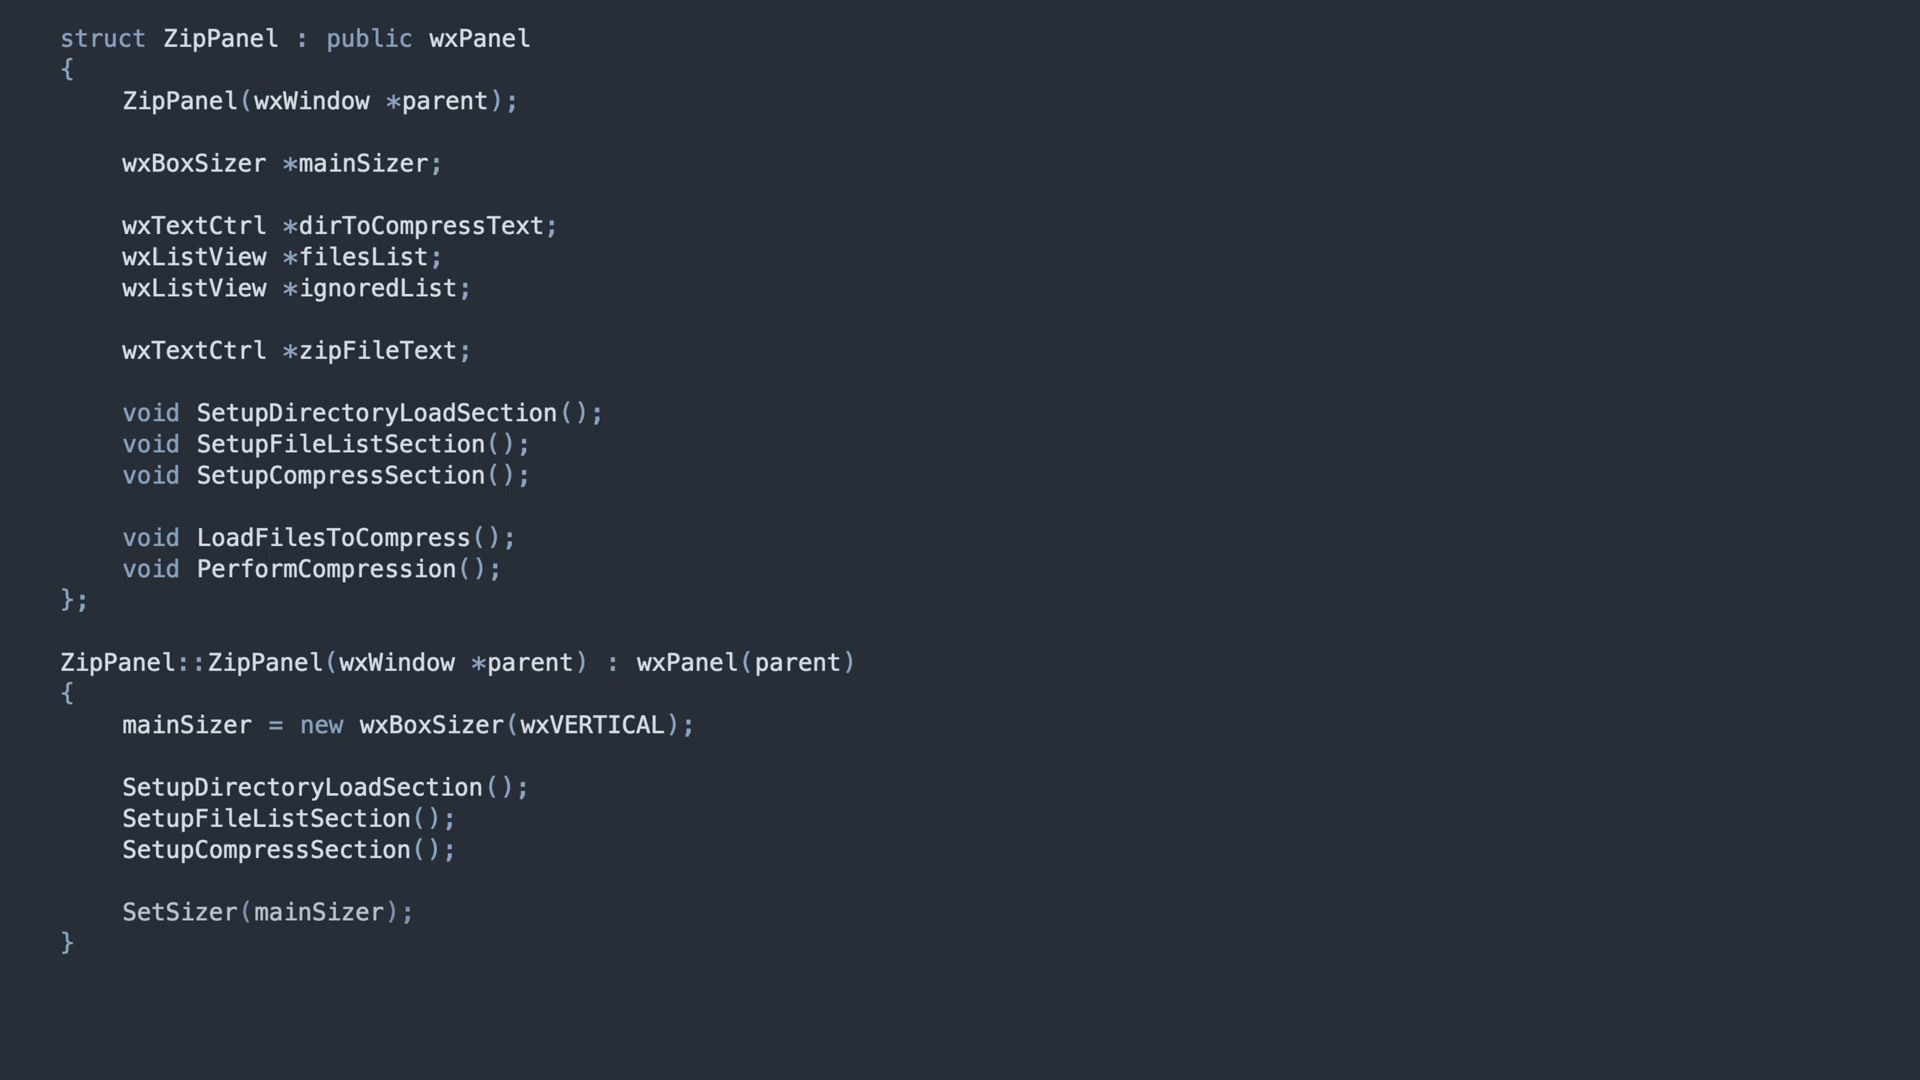 struct ZipPanel : public wxPanel
{
    ZipPanel(wxWindow *parent);

    wxBoxSizer *mainSizer;

    wxTextCtrl *dirToCompressText;
    wxListView *filesList;
    wxListView *ignoredList;

    wxTextCtrl *zipFileText;

    void SetupDirectoryLoadSection();
    void SetupFileListSection();
    void SetupCompressSection();

    void LoadFilesToCompress();
    void PerformCompression();
};

ZipPanel::ZipPanel(wxWindow *parent) : wxPanel(parent)
{
    mainSizer = new wxBoxSizer(wxVERTICAL);

    SetupDirectoryLoadSection();
    SetupFileListSection();
    SetupCompressSection();

    SetSizer(mainSizer);
}